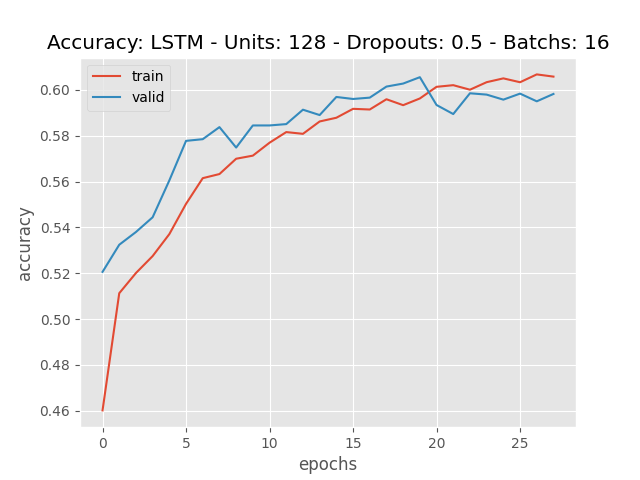 Accuracy: LSTM - Units: 128 - Dropouts: 0.5 - Batchs: 16
train
valid
0.60
0.58
0.56
0.54
0.52
0.50
0.48
0.46
accuracy
0 5 10 15 20 25
epochs